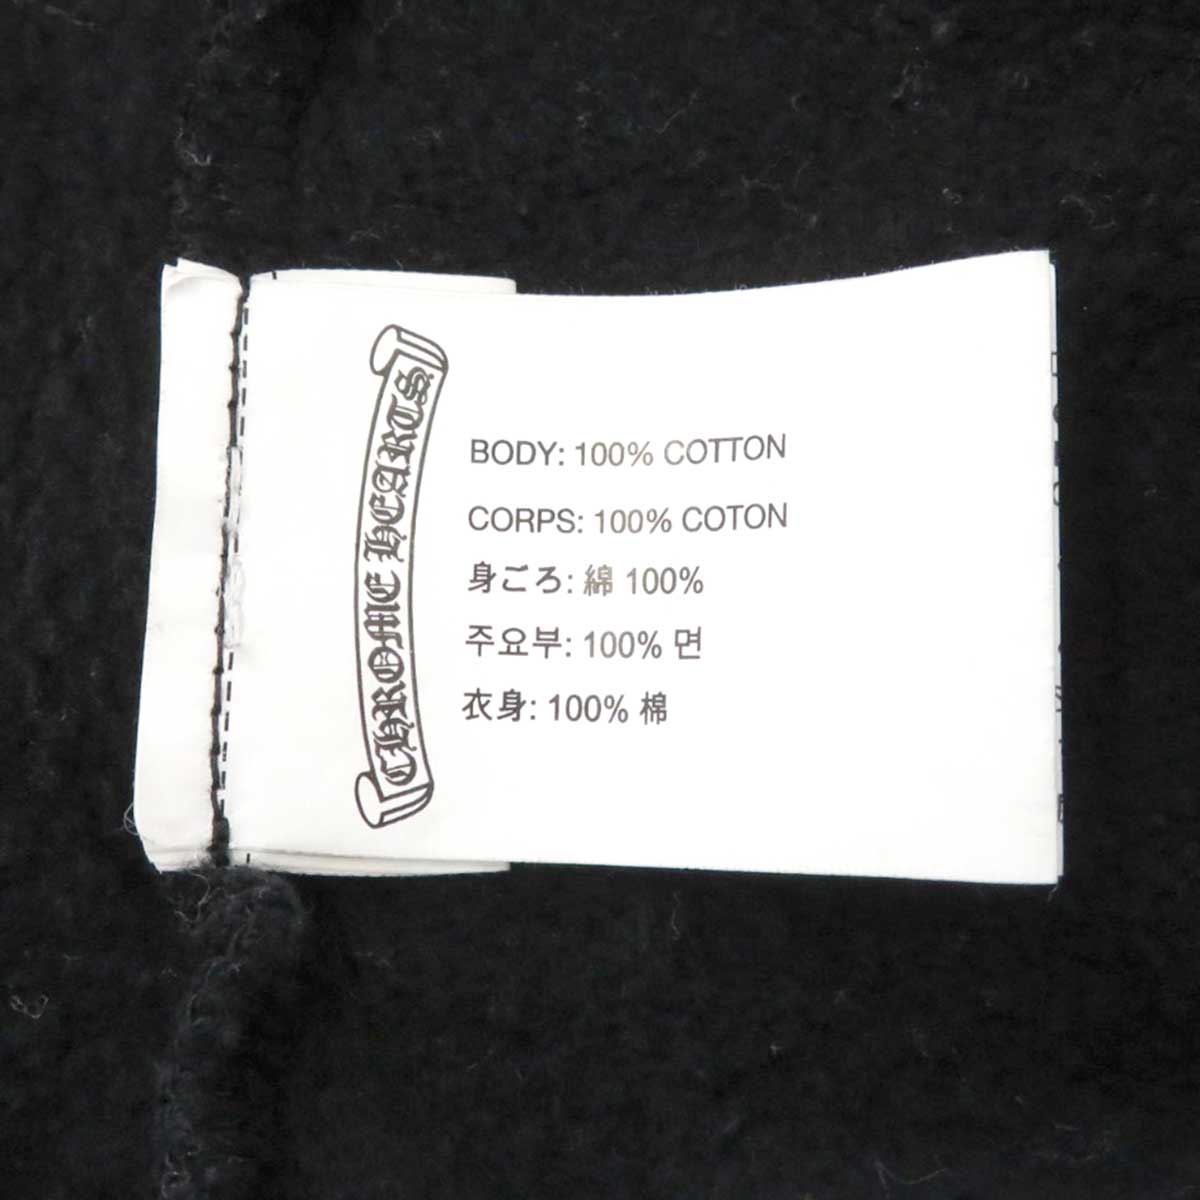 CHROME HEARTS
BODY: 100% COTTON
CORPS: 100% COTON
身ごろ: 綿 100%
주요부: 100% 면
衣身: 100% 棉